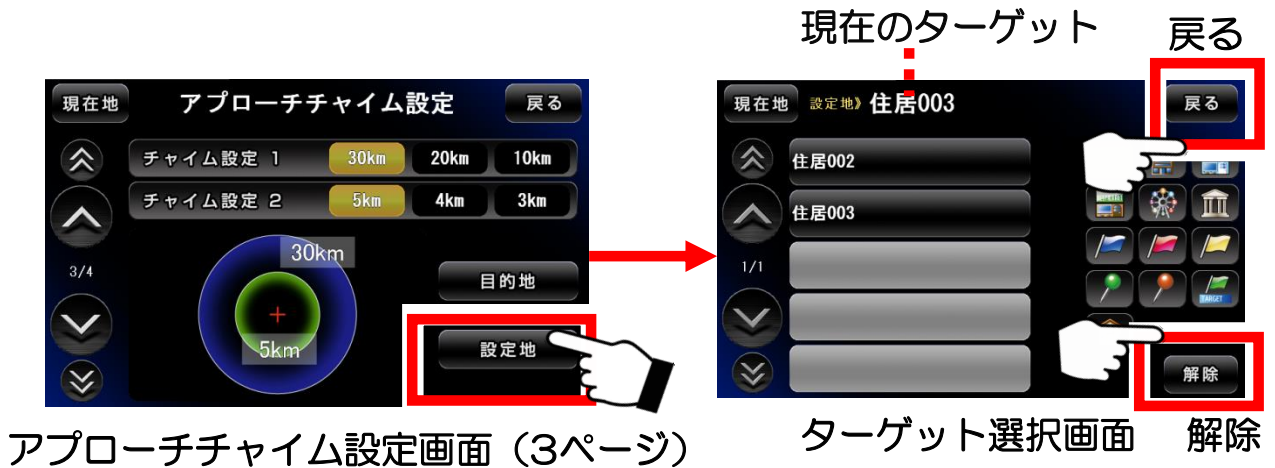 現在のターゲット
戻る
現在地
アプローチチャイム設定
戻る
チャイム設定 1
30km
20km
10km
チャイム設定 2
5km
4km
3km
30km
5km
3/4
目的地
設定地
現在地
設定地》住居003
戻る
住居002
住居003
1/1
TARGET
解除
アプローチチャイム設定画面（3ページ）
ターゲット選択画面
解除